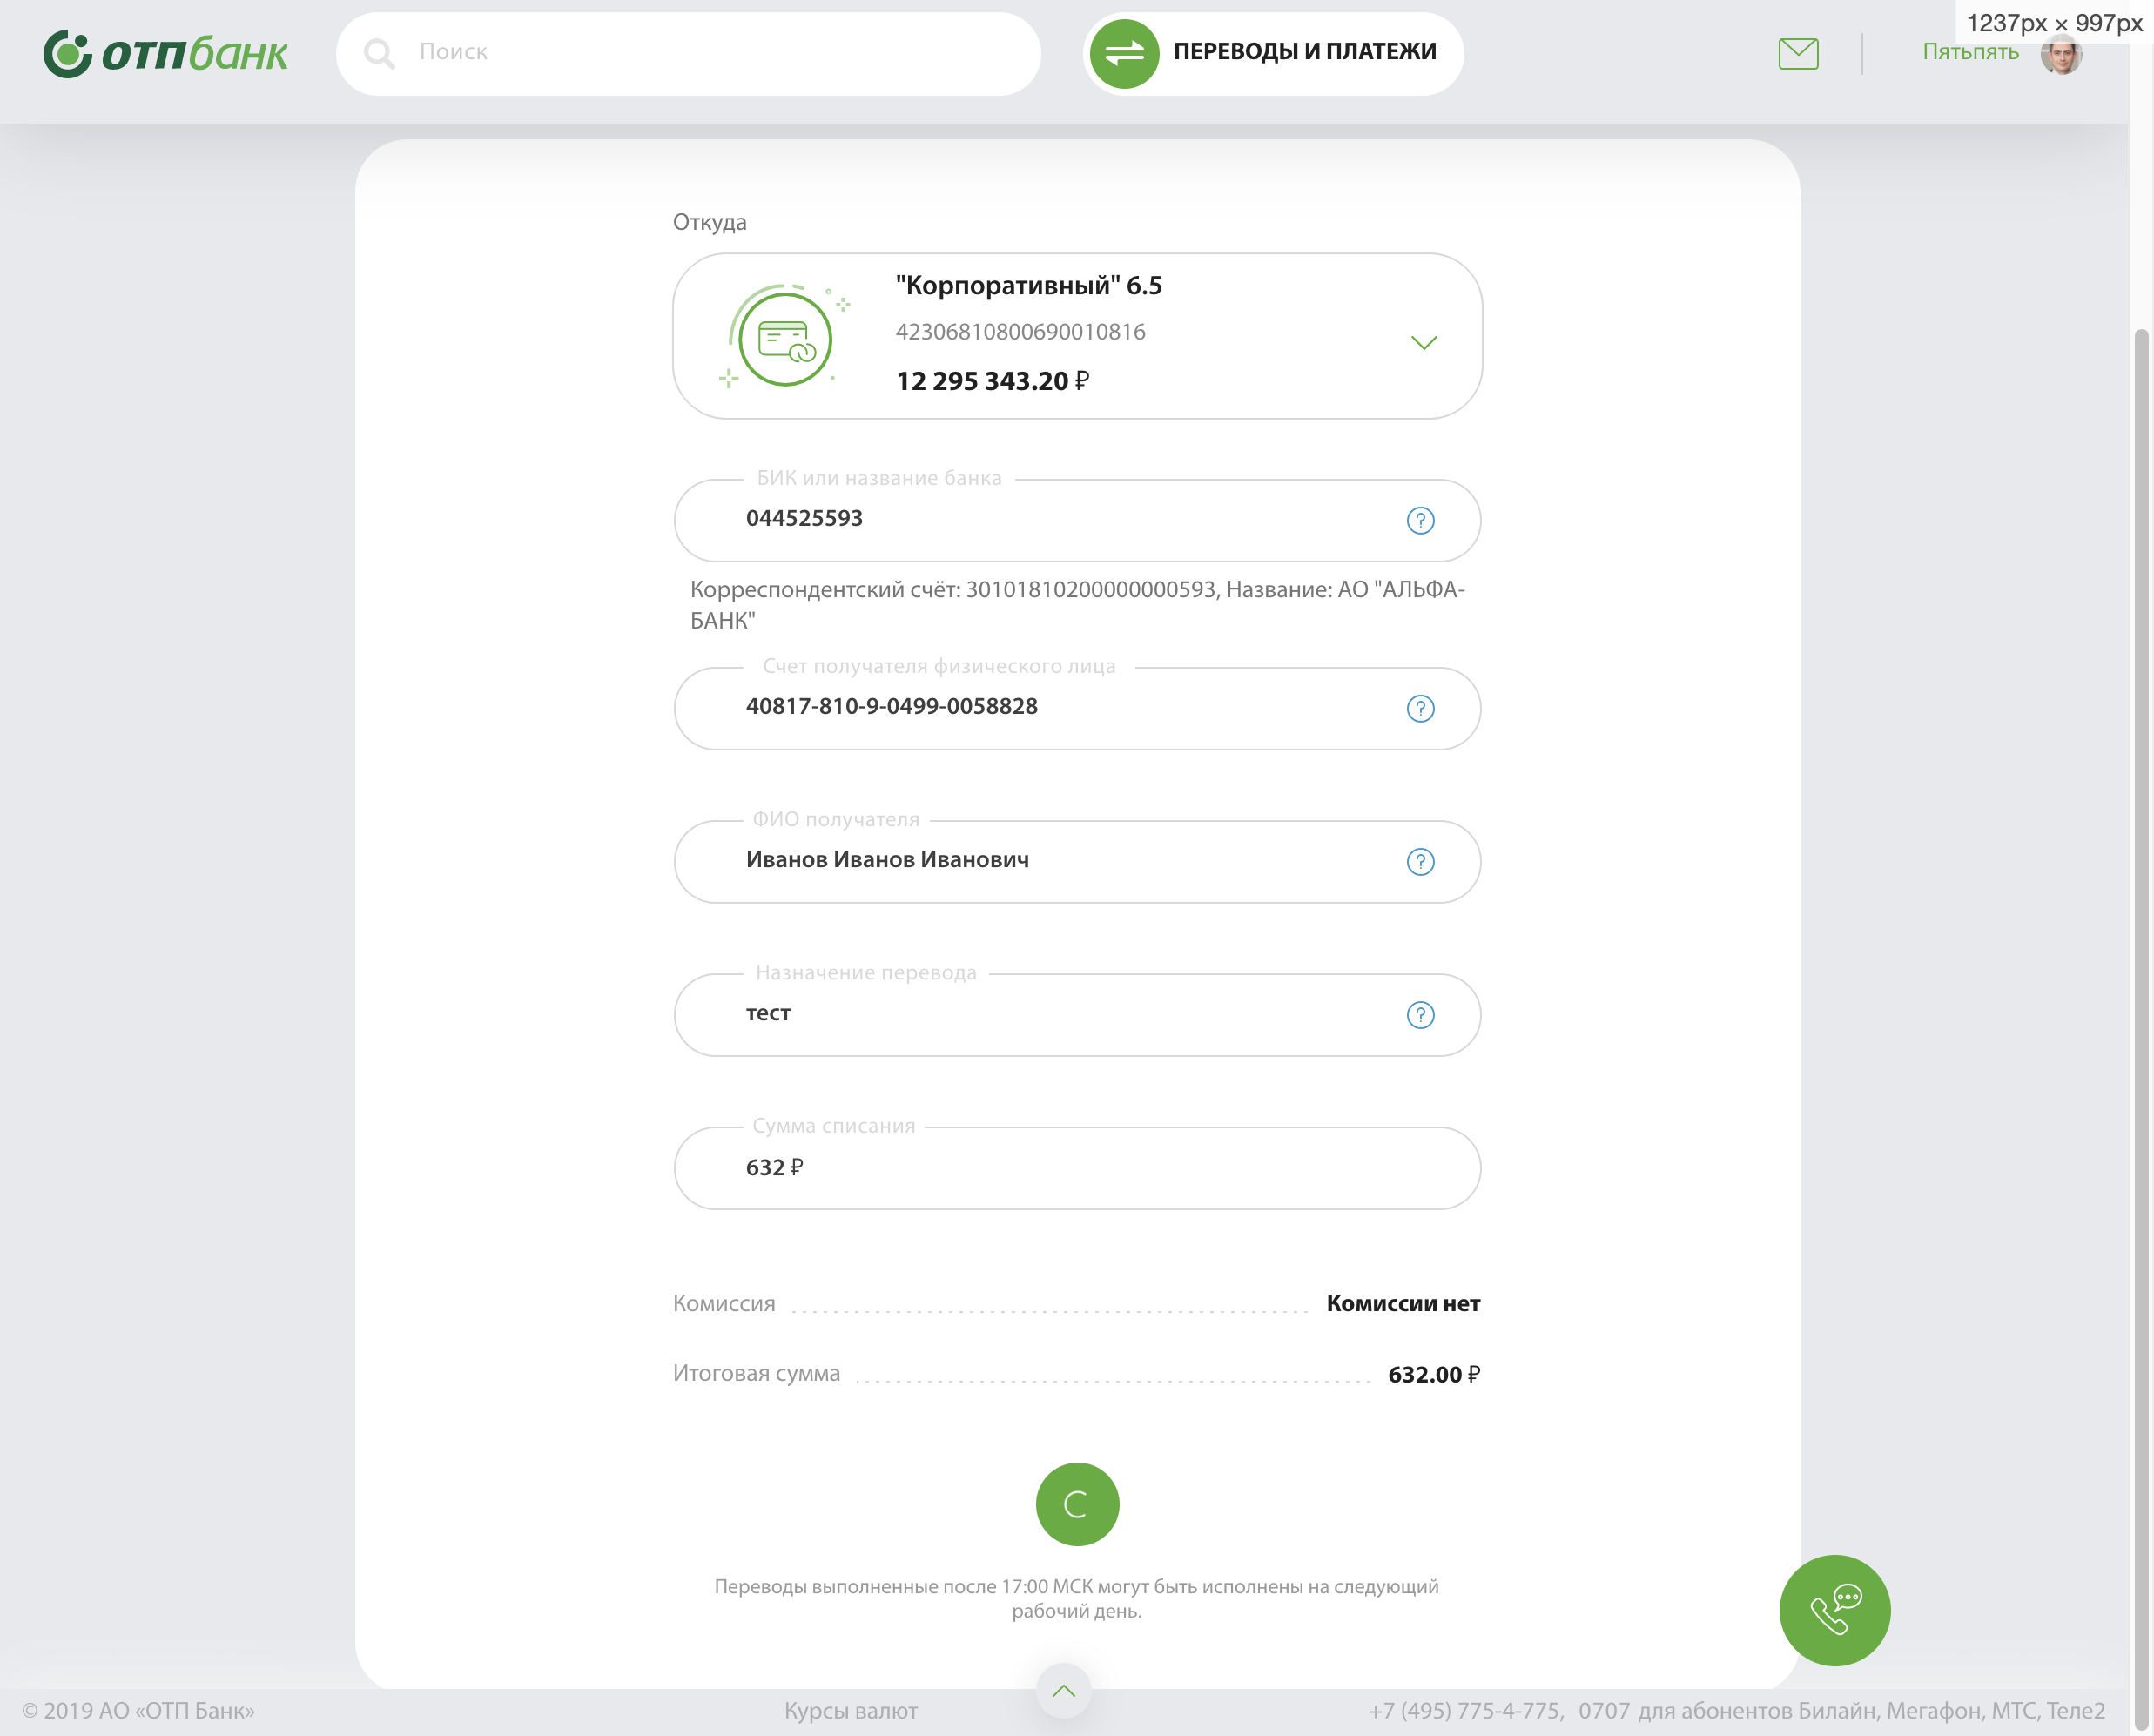 1237px × 997px
отпбанк
Поиск
ПЕРЕВОДЫ И ПЛАТЕЖИ
Пятьпять
Откуда
"Корпоративный" 6.5
42306810800690010816
12 295 343.20 ₽
БИК или название банка
044525593
Корреспондентский счёт: 30101810200000000593, Название: АО "АЛЬФА-
БАНК"
Счет получателя физического лица
40817-810-9-0499-0058828
ФИО получателя
Иванов Иванов Иванович
Назначение перевода
тест
Сумма списания
632 ₽
Комиссия
Комиссии нет
Итоговая сумма
632.00 ₽
Переводы выполненные после 17:00 МСК могут быть исполнены на следующий
рабочий день.
© 2019 АО «ОТП Банк»
Курсы валют
+7 (495) 775-4-775, 0707 для абонентов Билайн, Мегафон, МТС, Теле2